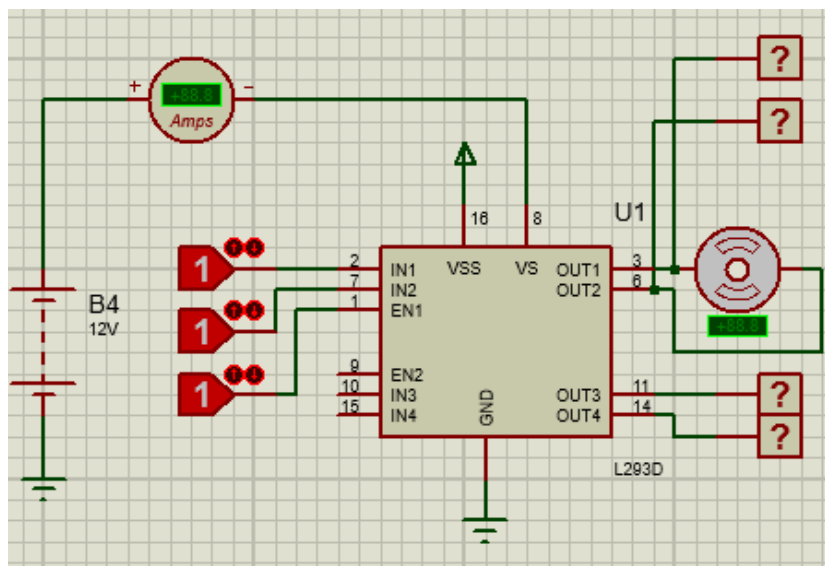 +88.8
+
-
Amps
?
?
16
8
U1
1
2
IN1
VSS
VS
OUT1
3
7
IN2
OUT2
6
1
EN1
B4
12V
1
+88.8
1
9
EN2
10
IN3
OUT3
11
?
15
IN4
GND
OUT4
14
?
L293D